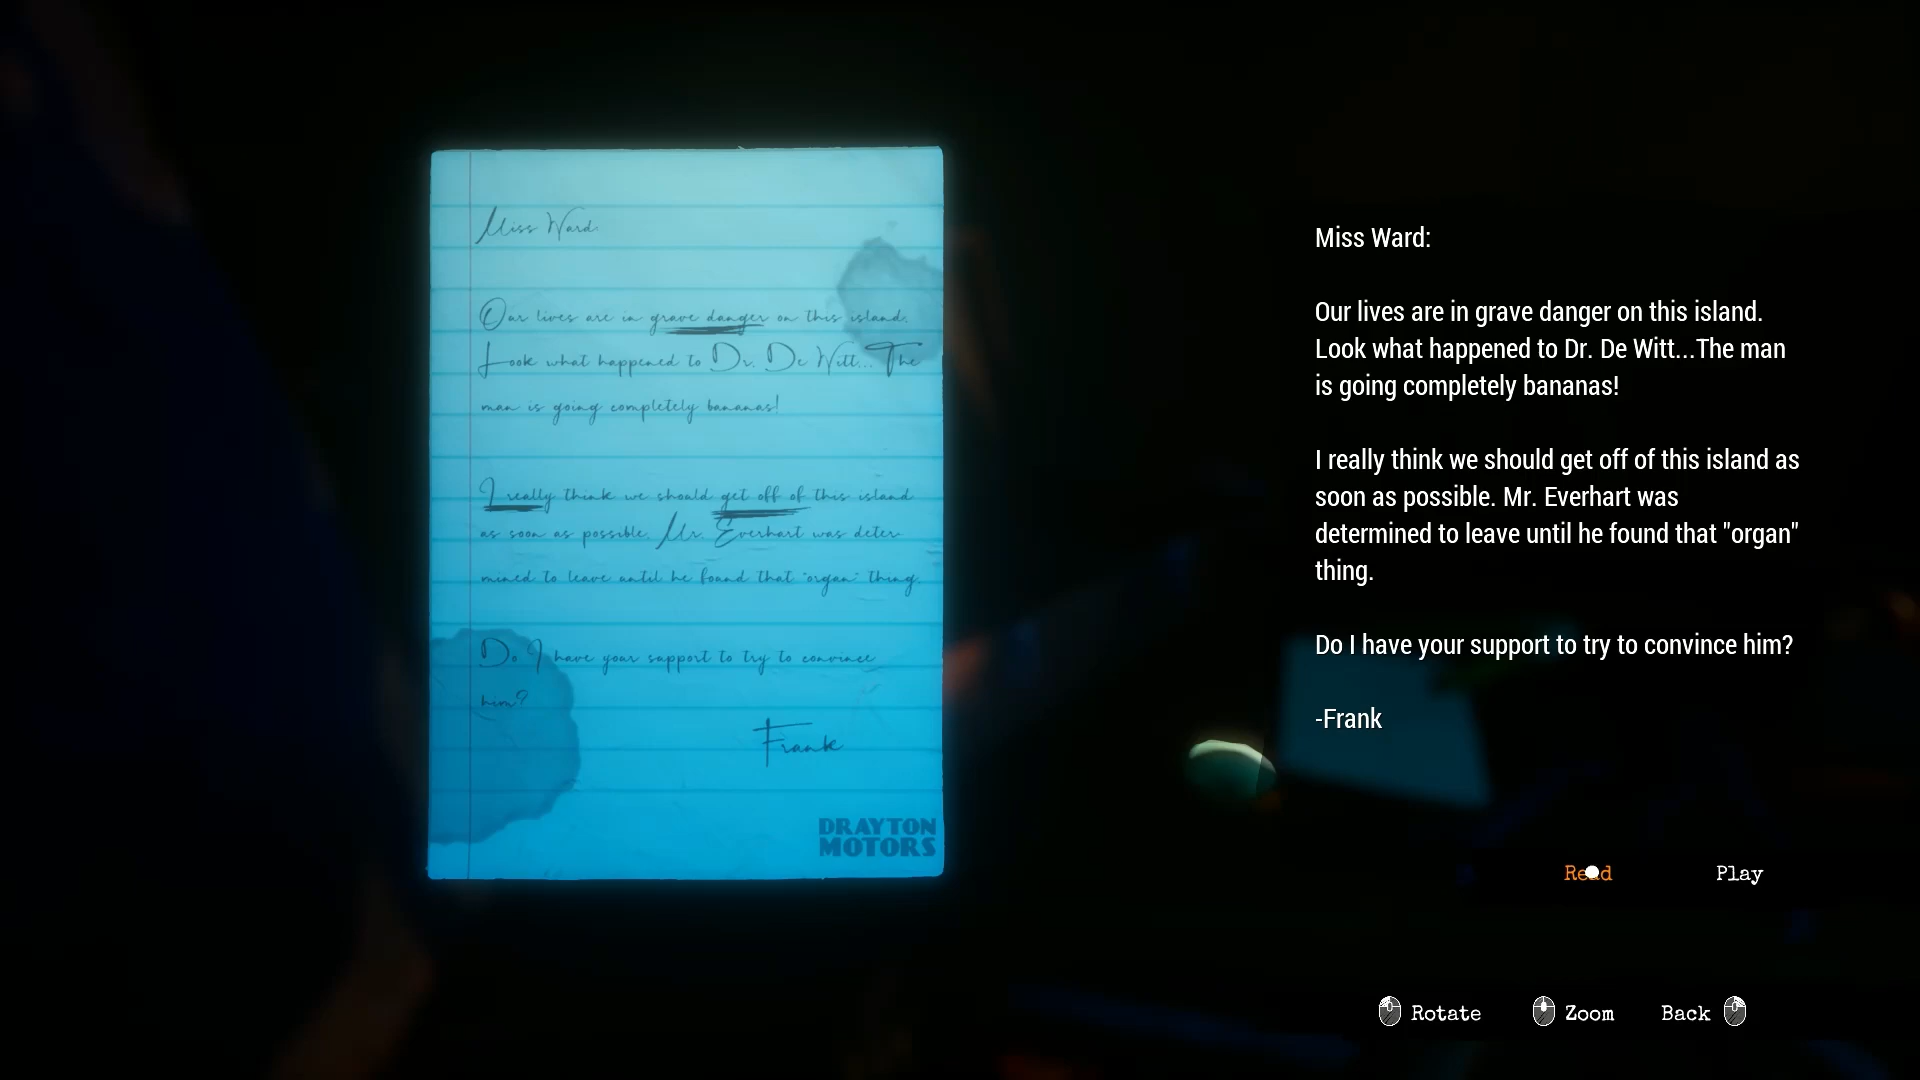 Miss Ward:
Our lives are in grave danger on this island.
Look what happened to Dr. De Witt... The
man is going completely bananas!
I really think we should get off of this island
as soon as possible. Mr. Everhart was deter-
mined to leave until he found that "organ" thing.
Do I have your support to try to convince
him?
Frank
DRAYTON
MOTORS
Miss Ward:
Our lives are in grave danger on this island.
Look what happened to Dr. De Witt...The man
is going completely bananas!
I really think we should get off of this island as
soon as possible. Mr. Everhart was
determined to leave until he found that "organ"
thing.
Do I have your support to try to convince him?
-Frank
Read Play
Rotate Zoom Back